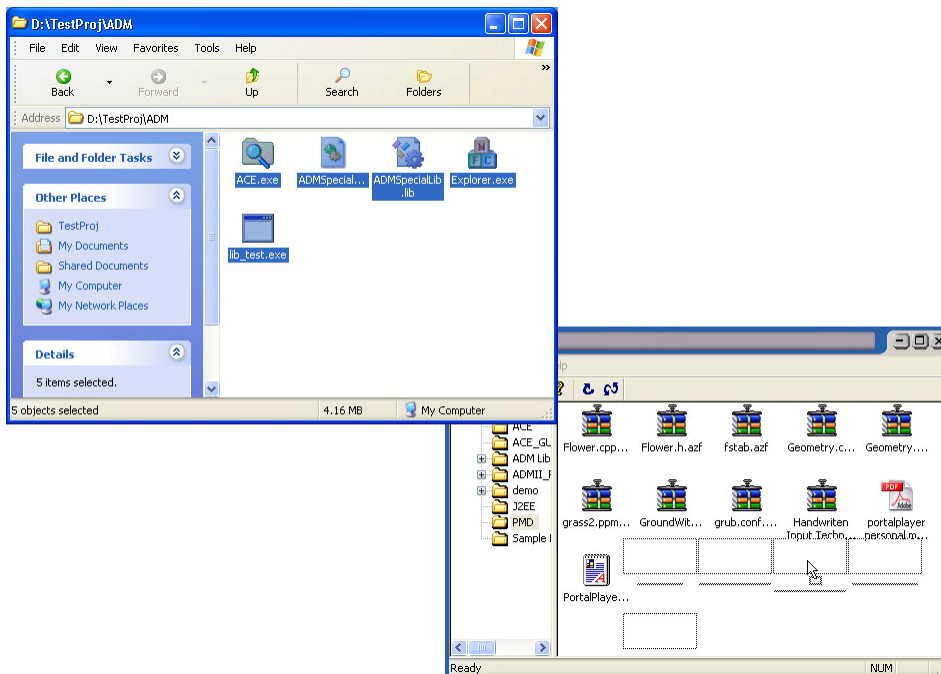 D:\TestProj\ADM
File Edit View Favorites Tools Help
Back Forward Up Search Folders
Address D:\TestProj\ADM
File and Folder Tasks
Other Places
TestProj
My Documents
Shared Documents
My Computer
My Network Places
Details
5 items selected.
ACE.exe ADMSpecial... ADMSpecialLib Explorer.exe
.lib
M
F C
lib_test.exe
5 objects selected 4.16 MB My Computer
ACE
ACE_GU
ADM Lib
ADMII_F
demo
J2EE
PMD
Sample
Flower.cpp... Flower.h.azf fstab.azf Geometry.c... Geometry....
PDF
Adobe
grass2.ppm... GroundWit... grub.conf.... Handwriten portalplayer
Input Techo... personal.m...
PortalPlaye...
Ready NUM